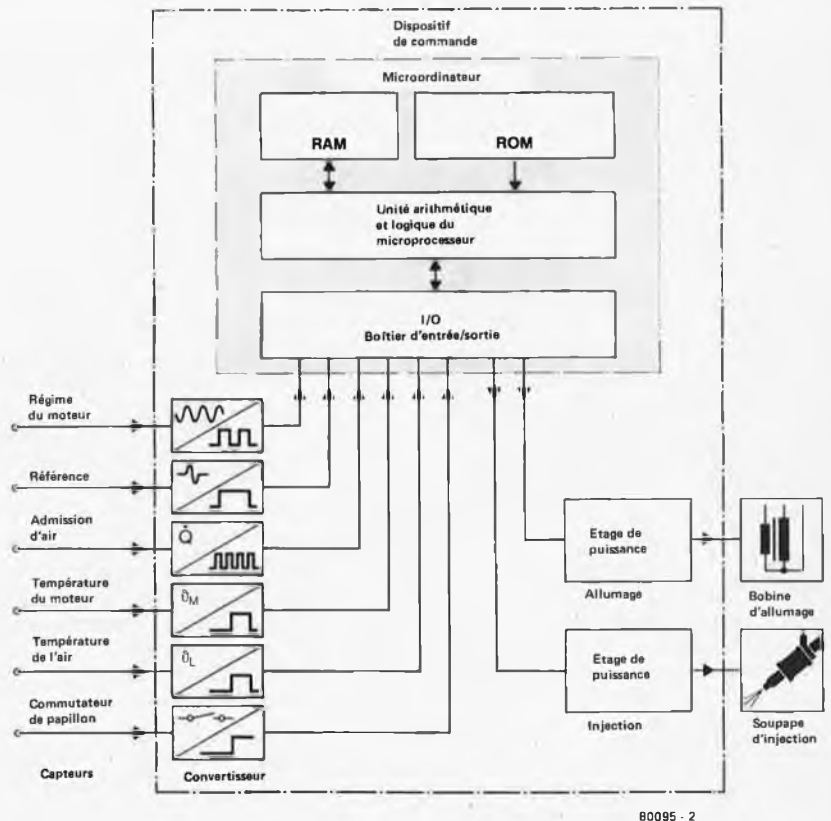 Dispositif
de commande
Microordinateur
RAM
ROM
Unité arithmétique
et logique du
microprocesseur
I/O
Boîtier d'entrée/sortie
Régime
du moteur
Référence
Admission
d'air
Q̇
Température
du moteur
ϑM
Température
de l'air
ϑL
Commutateur
de papillon
Capteurs
Convertisseur
Etage de
puissance
Allumage
Bobine
d'allumage
Etage de
puissance
Injection
Soupape
d'injection
80095 - 2